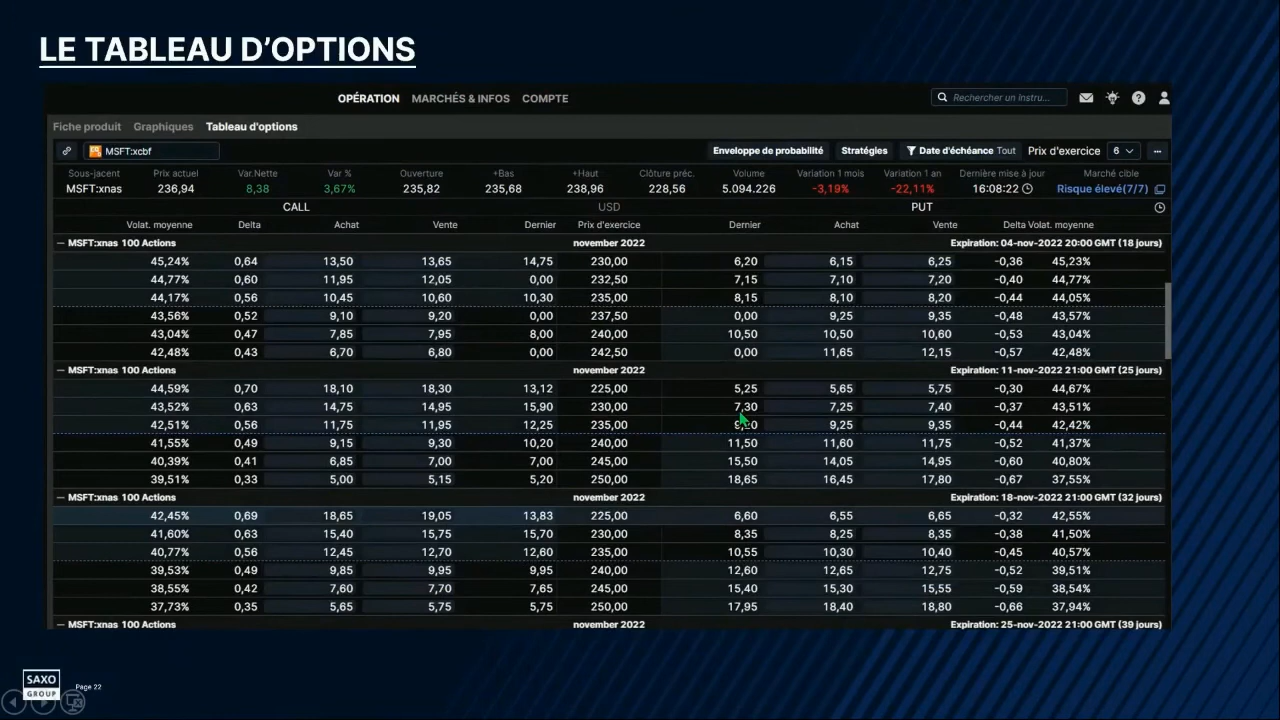 LE TABLEAU D’OPTIONS
OPÉRATION MARCHÉS & INFOS COMPTE Rechercher un instru...
Fiche produit Graphiques Tableau d'options
MSFT:xcbf Enveloppe de probabilité Stratégies Date d'échéance Tout Prix d'exercice 6 ...
Sous-jacent Prix actuel Var.Nette Var % Ouverture +Bas +Haut Clôture préc. Volume Variation 1 mois Variation 1 an Dernière mise à jour Marché cible
MSFT:xnas 236,94 8,38 3,67% 235,82 235,68 238,96 228,56 5.094.226 -3,19% -22,11% 16:08:22 Risque élevé(7/7)
CALL USD PUT
Volat. moyenne Delta Achat Vente Dernier Prix d'exercice Dernier Achat Vente Delta Volat. moyenne
MSFT:xnas 100 Actions november 2022 Expiration: 04-nov-2022 20:00 GMT (18 jours)
45,24% 0,64 13,50 13,65 14,75 230,00 6,20 6,15 6,25 -0,36 45,23%
44,77% 0,60 11,95 12,05 0,00 232,50 7,15 7,10 7,20 -0,40 44,77%
44,17% 0,56 10,45 10,60 10,30 235,00 8,15 8,10 8,20 -0,44 44,05%
43,56% 0,52 9,10 9,20 0,00 237,50 0,00 9,25 9,35 -0,48 43,57%
43,04% 0,47 7,85 7,95 8,00 240,00 10,50 10,50 10,60 -0,53 43,04%
42,48% 0,43 6,70 6,80 0,00 242,50 0,00 11,65 12,15 -0,57 42,48%
MSFT:xnas 100 Actions november 2022 Expiration: 11-nov-2022 21:00 GMT (25 jours)
44,59% 0,70 18,10 18,30 13,12 225,00 5,25 5,65 5,75 -0,30 44,67%
43,52% 0,63 14,75 14,95 15,90 230,00 7,30 7,25 7,40 -0,37 43,51%
42,51% 0,56 11,75 11,95 12,25 235,00 9,25 9,35 -0,44 42,42%
41,55% 0,49 9,15 9,30 10,20 240,00 11,50 11,60 11,75 -0,52 41,37%
40,39% 0,41 6,85 7,00 7,00 245,00 15,50 14,05 14,95 -0,60 40,80%
39,51% 0,33 5,00 5,15 5,20 250,00 18,65 16,45 17,80 -0,67 37,55%
MSFT:xnas 100 Actions november 2022 Expiration: 18-nov-2022 21:00 GMT (32 jours)
42,45% 0,69 18,65 19,05 13,83 225,00 6,60 6,55 6,65 -0,32 42,55%
41,60% 0,63 15,40 15,75 15,70 230,00 8,35 8,25 8,35 -0,38 41,50%
40,77% 0,56 12,45 12,70 12,60 235,00 10,55 10,30 10,40 -0,45 40,57%
39,53% 0,49 9,85 9,95 9,95 240,00 12,60 12,65 12,75 -0,52 39,51%
38,55% 0,42 7,60 7,70 7,65 245,00 15,40 15,30 15,55 -0,59 38,54%
37,73% 0,35 5,65 5,75 5,75 250,00 17,95 18,40 18,80 -0,66 37,94%
MSFT:xnas 100 Actions november 2022 Expiration: 25-nov-2022 21:00 GMT (39 jours)
SAXO
GROUP
Page 22